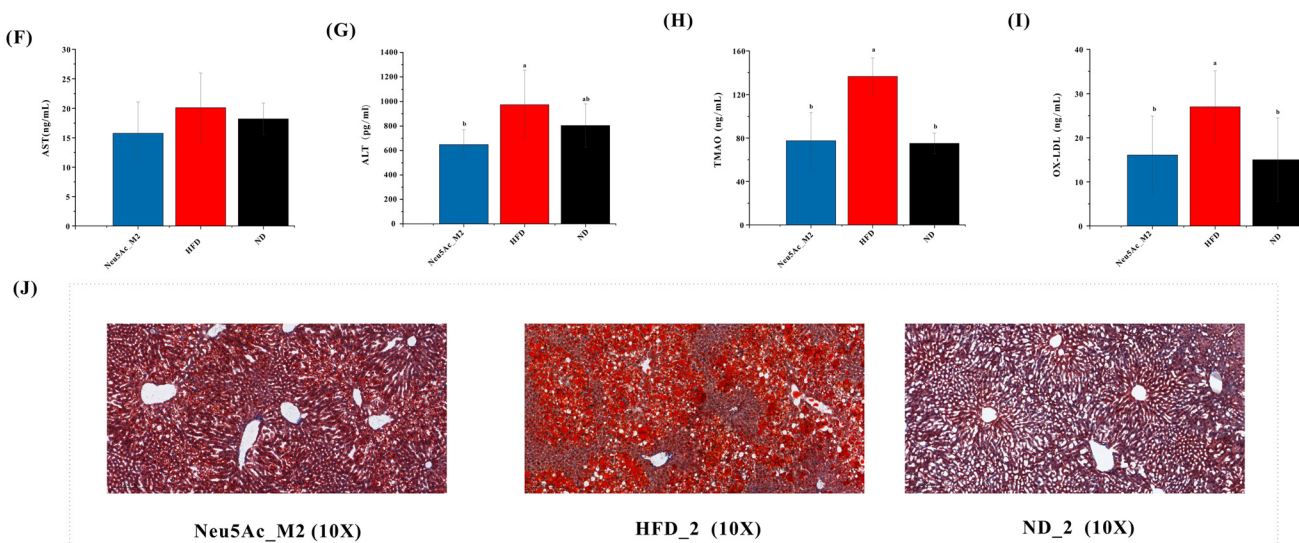 (F)
30
25
20
15
10
5
0
AST(ng/mL)
Neu5Ac_M2
HFD
ND
(G)
1400
1200
1000
800
600
400
200
0
ALT (pg/ml)
b
a
ab
Neu5Ac_M2
HFD
ND
(H)
160
120
80
40
0
TMAO (ng/mL)
b
a
b
Neu5Ac_M2
HFD
ND
(I)
40
30
20
10
0
OX-LDL (ng/mL)
b
a
b
Neu5Ac_M2
HFD
ND
(J)
Neu5Ac_M2 (10X)
HFD_2 (10X)
ND_2 (10X)